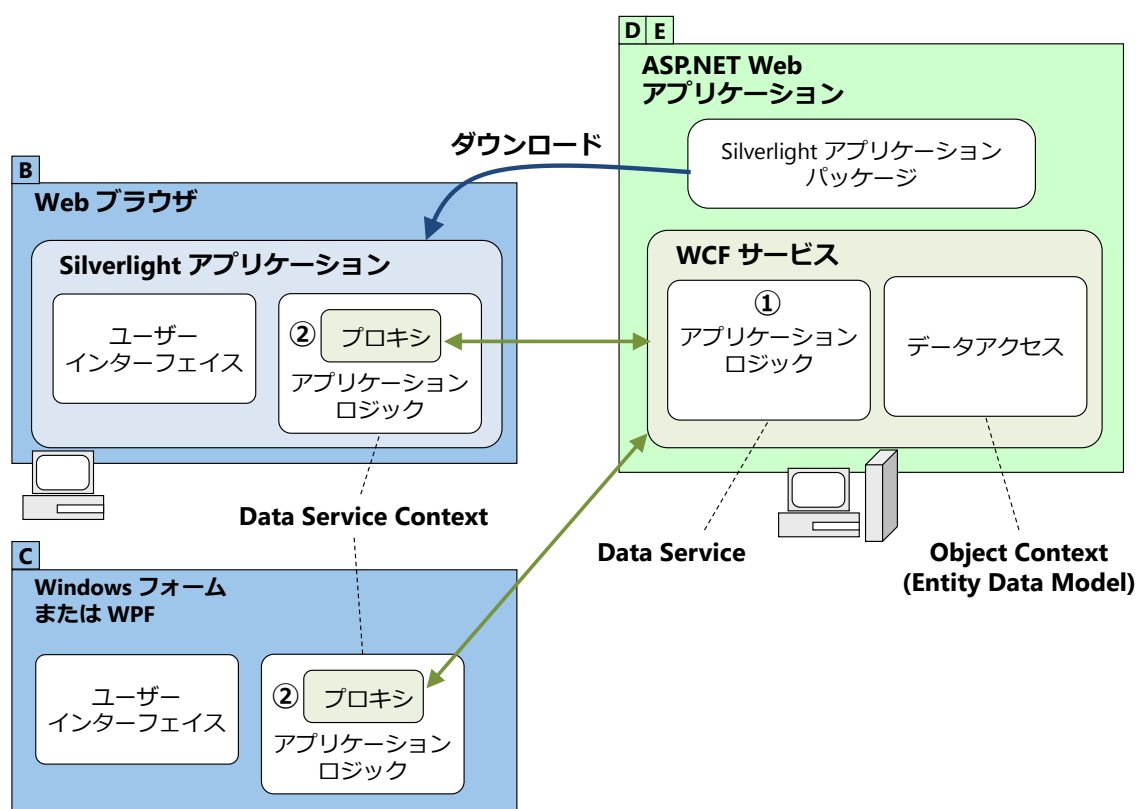 D E
ASP.NET Web
アプリケーション
Silverlight アプリケーション
パッケージ
ダウンロード
B
Web ブラウザ
Silverlight アプリケーション
ユーザー
インターフェイス
②
プロキシ
アプリケーション
ロジック
WCF サービス
①
アプリケーション
ロジック
データアクセス
Data Service Context
Data Service
Object Context
(Entity Data Model)
C
Windows フォーム
または WPF
ユーザー
インターフェイス
②
プロキシ
アプリケーション
ロジック